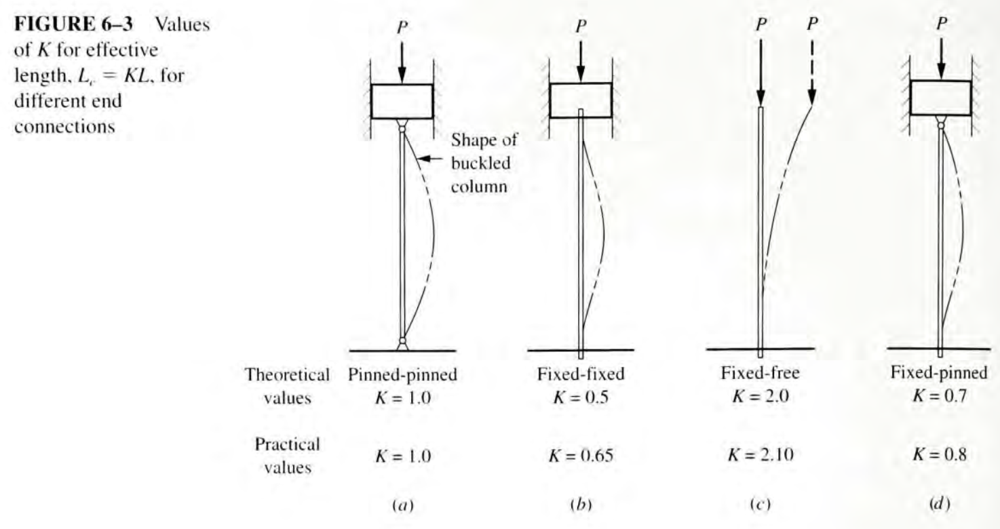 FIGURE 6–3 Values
of K for effective
length, Lₑ = KL, for
different end
connections
P
P
P P
P
Shape of
buckled
column
Theoretical
values
Pinned-pinned
K = 1.0
Fixed-fixed
K = 0.5
Fixed-free
K = 2.0
Fixed-pinned
K = 0.7
Practical
values
K = 1.0
K = 0.65
K = 2.10
K = 0.8
(a)
(b)
(c)
(d)